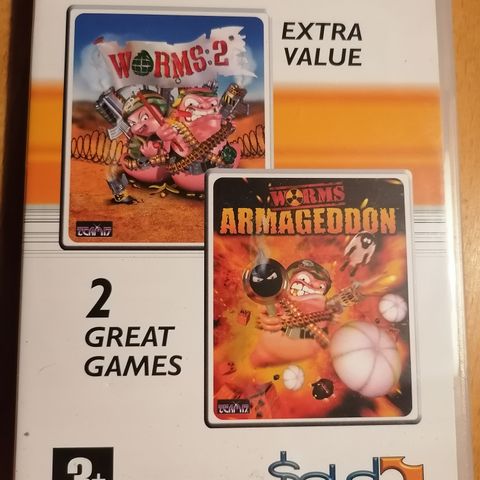 EXTRA
VALUE
WORMS:2
TEAM17
WORMS
ARMAGEDDON
TEAM17
2
GREAT
GAMES
3+